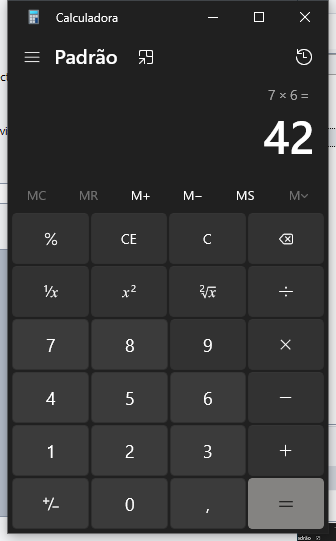 Calculadora
Padrão
7 × 6 =
42
MC MR M+ M− MS M
% CE C
¹/x x² ²√x ÷
7 8 9 ×
4 5 6 −
1 2 3 +
+/− 0 , =